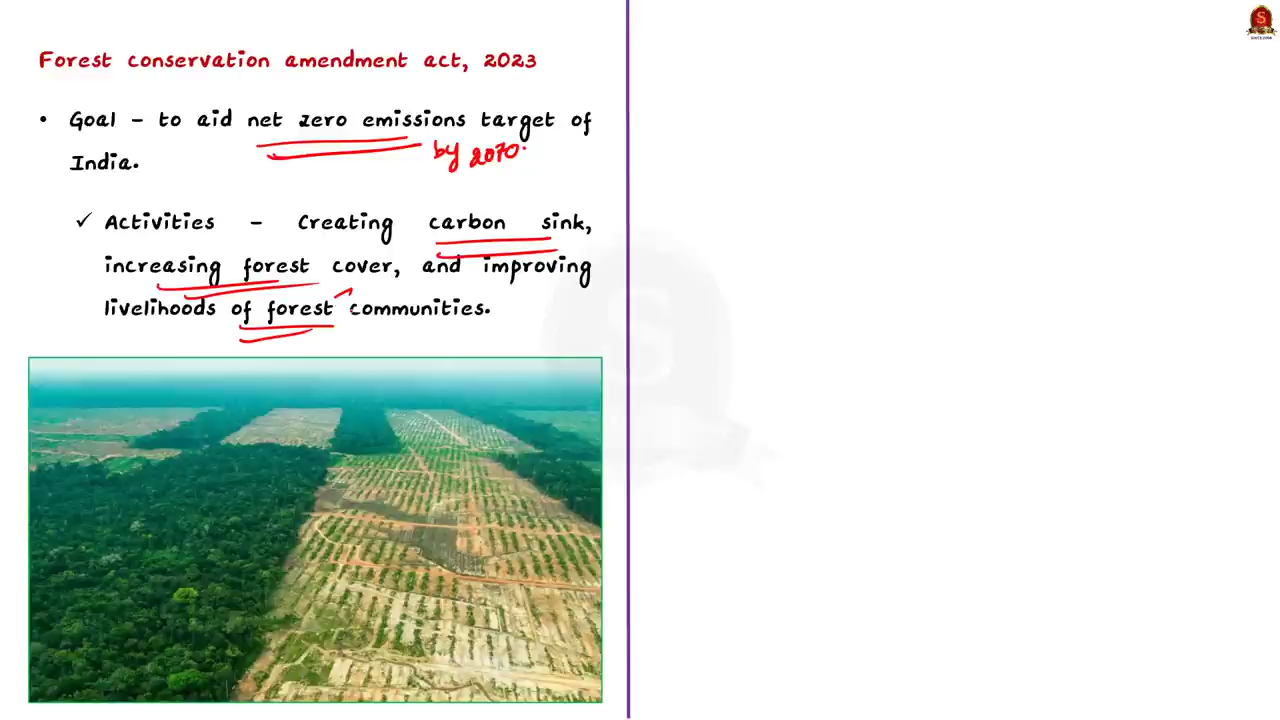 Forest conservation amendment act, 2023
• Goal – to aid net zero emissions target of
by 2070
India.
✓ Activities – Creating carbon sink,
increasing forest cover, and improving
livelihoods of forest communities.
S